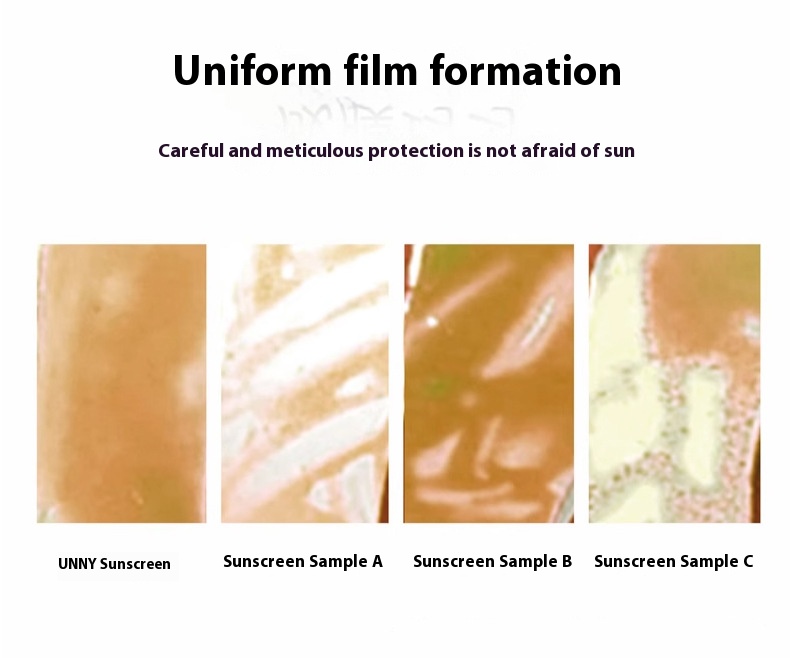 Uniform film formation
Careful and meticulous protection is not afraid of sun
UNNY Sunscreen
Sunscreen Sample A
Sunscreen Sample B
Sunscreen Sample C